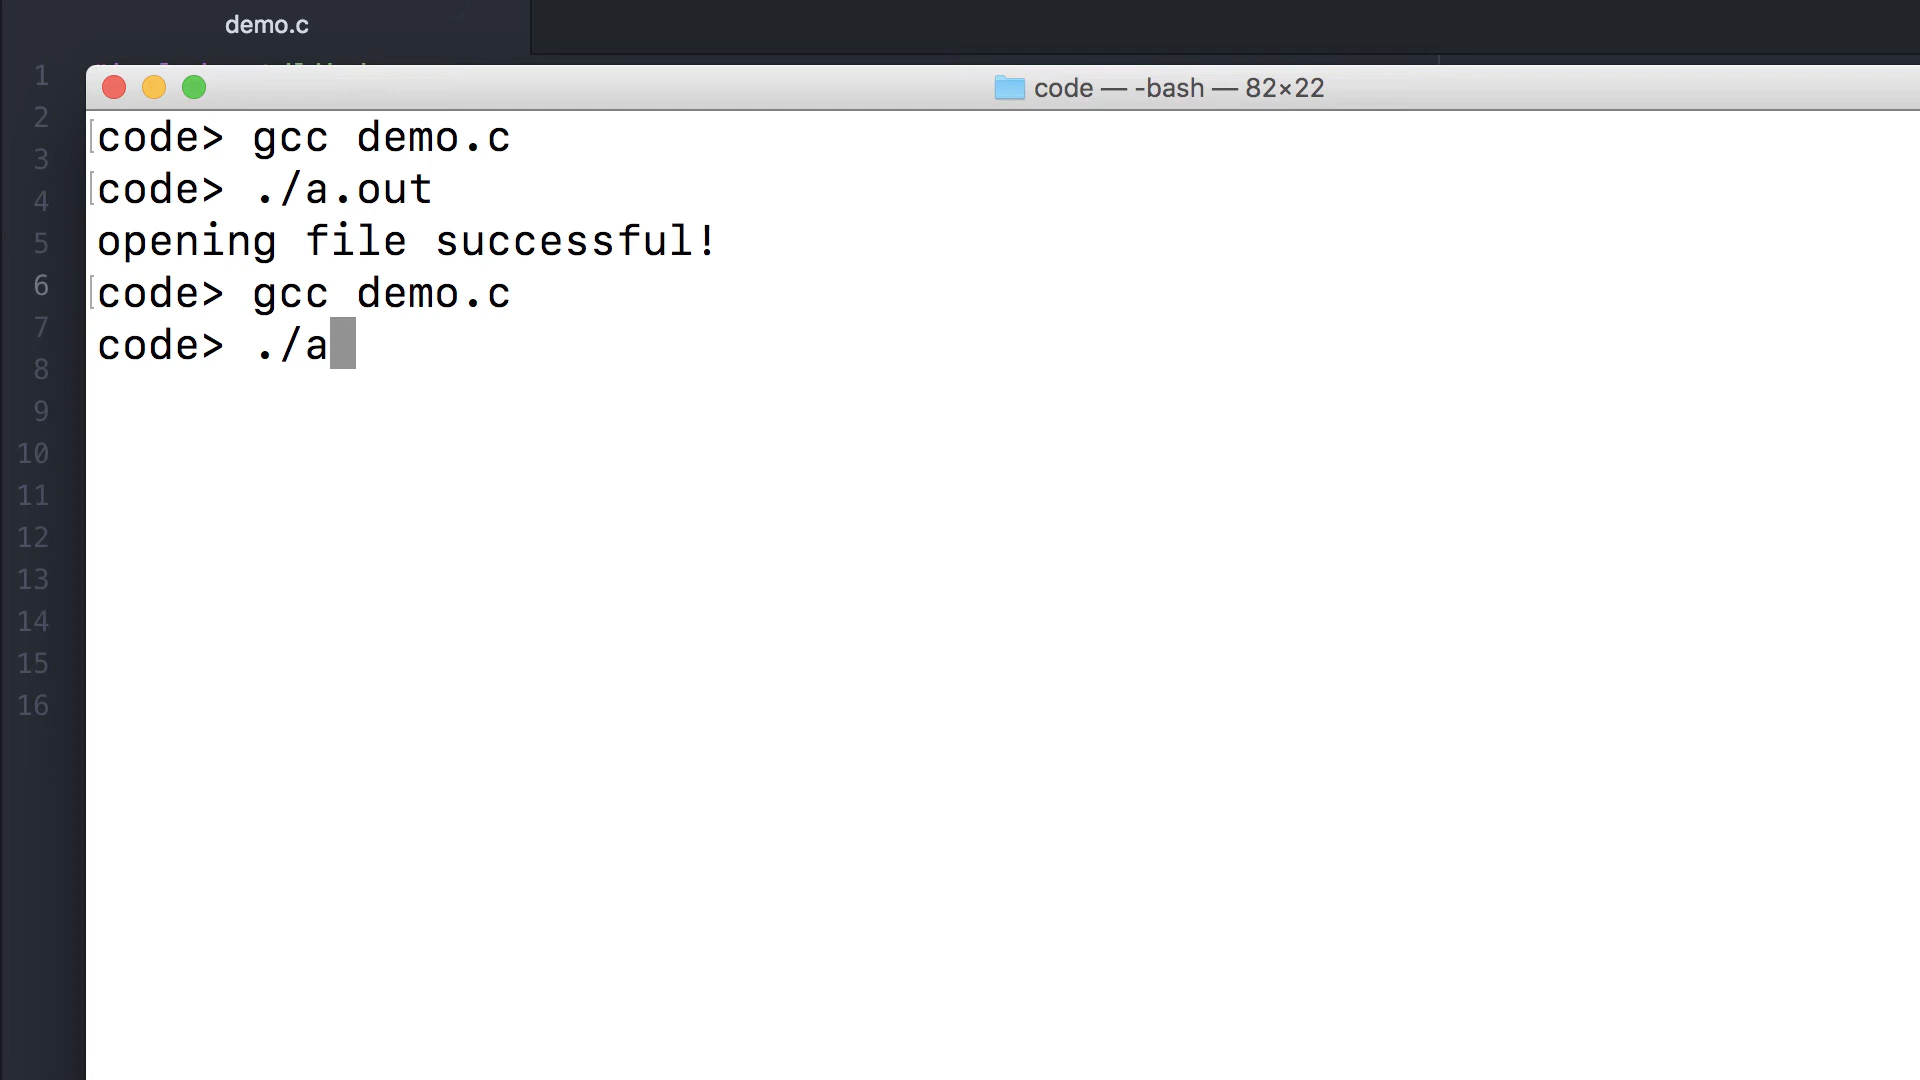 demo.c
1
2
3
4
5
6
7
8
9
10
11
12
13
14
15
16
code — -bash — 82×22
code> gcc demo.c
code> ./a.out
opening file successful!
code> gcc demo.c
code> ./a